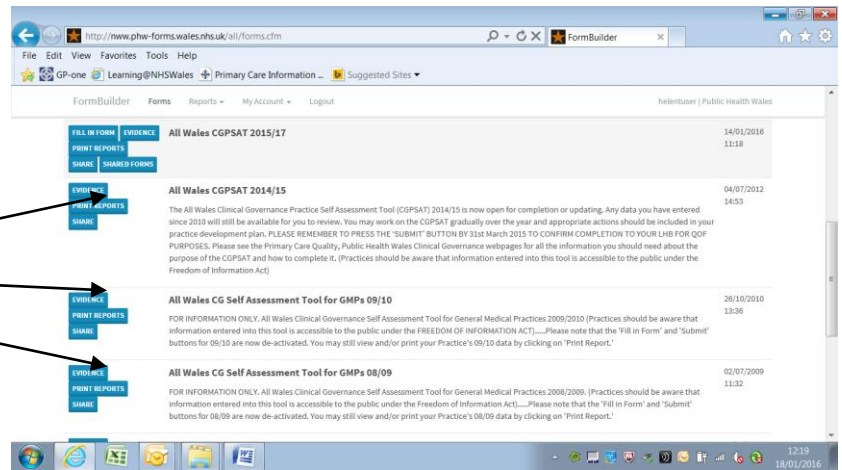 http://nww.phw-forms.wales.nhs.uk/all/forms.cfm
FormBuilder
File Edit View Favorites Tools Help
GP-one Learning@NHSWales Primary Care Information ... Suggested Sites
FormBuilder Forms Reports My Account Logout helentuser | Public Health Wales
FILL IN FORM EVIDENCE All Wales CGPSAT 2015/17 14/01/2016
PRINT REPORTS 11:18
SHARE SHARED FORMS
EVIDENCE All Wales CGPSAT 2014/15 04/07/2012
PRINT REPORTS The All Wales Clinical Governance Practice Self Assessment Tool (CGPSAT) 2014/15 is now open for completion or updating. Any data you have entered 14:53
SHARE since 2010 will still be available for you to review. You may work on the CGPSAT gradually over the year and appropriate actions should be included in your
practice development plan. PLEASE REMEMBER TO PRESS THE 'SUBMIT' BUTTON BY 31st March 2015 TO CONFIRM COMPLETION TO YOUR LHB FOR QOF
PURPOSES. Please see the Primary Care Quality, Public Health Wales Clinical Governance webpages for all the information you should need about the
purpose of the CGPSAT and how to complete it. (Practices should be aware that information entered into this tool is accessible to the public under the
Freedom of Information Act)
EVIDENCE All Wales CG Self Assessment Tool for GMPs 09/10 26/10/2010
PRINT REPORTS FOR INFORMATION ONLY. All Wales Clinical Governance Self Assessment Tool for General Medical Practices 2009/2010 (Practices should be aware that 13:36
SHARE information entered into this tool is accessible to the public under the FREEDOM OF INFORMATION ACT).....Please note that the 'Fill in Form' and 'Submit'
buttons for 09/10 are now de-activated. You may still view and/or print your Practice's 09/10 data by clicking on 'Print Report.'
EVIDENCE All Wales CG Self Assessment Tool for GMPs 08/09 02/07/2009
PRINT REPORTS FOR INFORMATION ONLY. All Wales Clinical Governance Self Assessment Tool for General Medical Practices 2008/2009. (Practices should be aware that 11:32
SHARE information entered into this tool is accessible to the public under the Freedom of Information Act).....Please note that the 'Fill in Form' and 'Submit'
buttons for 08/09 are now de-activated. You may still view and/or print your Practice's 08/09 data by clicking on 'Print Report.'
12:19
18/01/2016